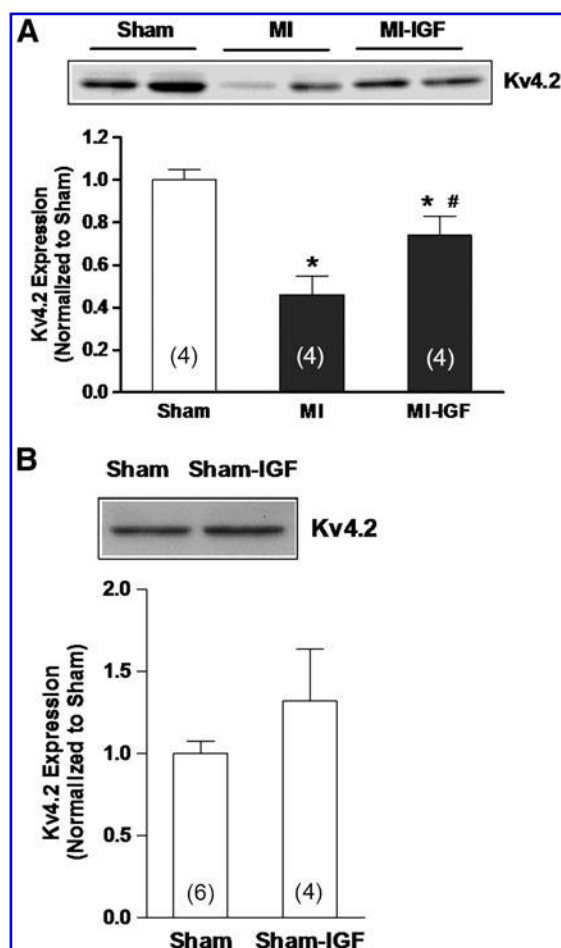 A
Sham MI MI-IGF
Kv4.2
Kv4.2 Expression
(Normalized to Sham)
1.2
1.0
0.8
0.6
0.4
0.2
0.0
*
* #
(4) (4) (4)
Sham MI MI-IGF
B
Sham Sham-IGF
Kv4.2
Kv4.2 Expression
(Normalized to Sham)
2.0
1.5
1.0
0.5
0.0
(6) (4)
Sham Sham-IGF